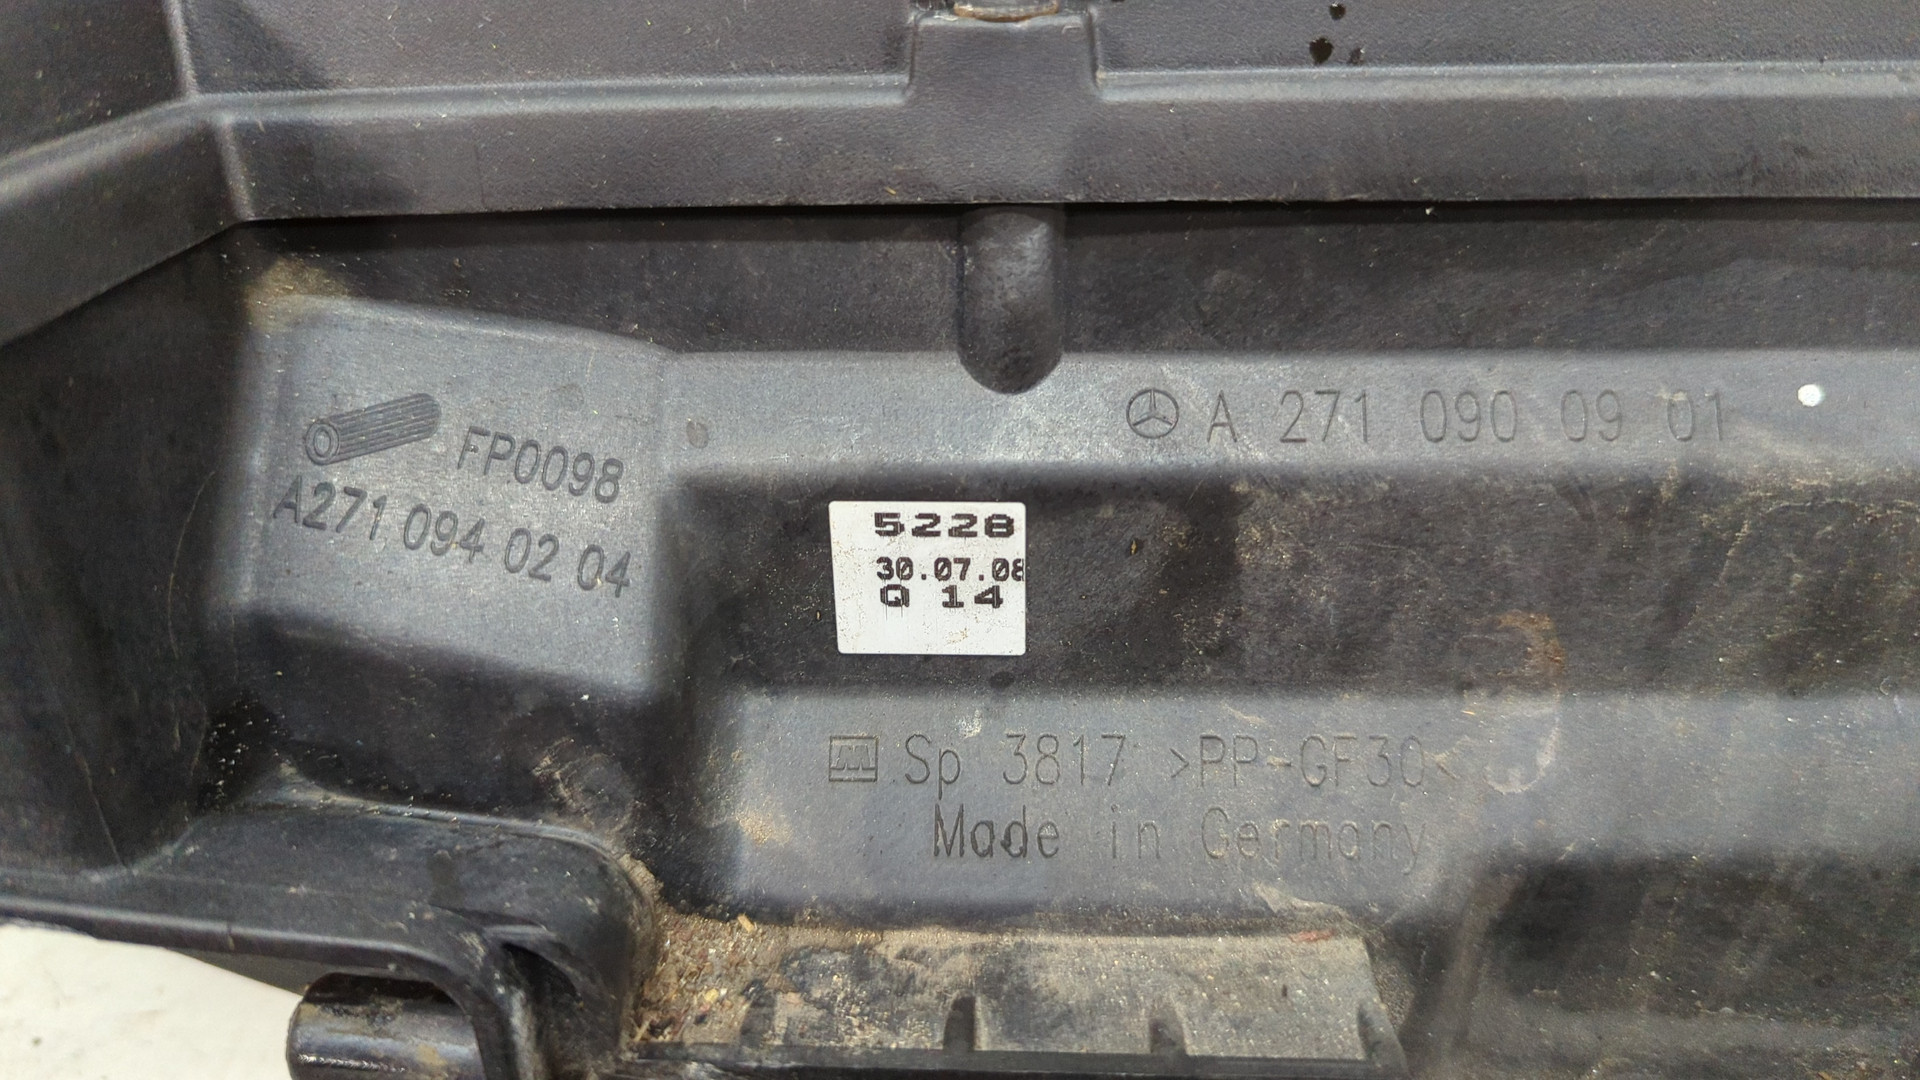 A 271 090 09 01
FP0098
A271 094 02 04
5228
30.07.08
Q 14
Sp 3817 >PP-GF30<
Made in Germany